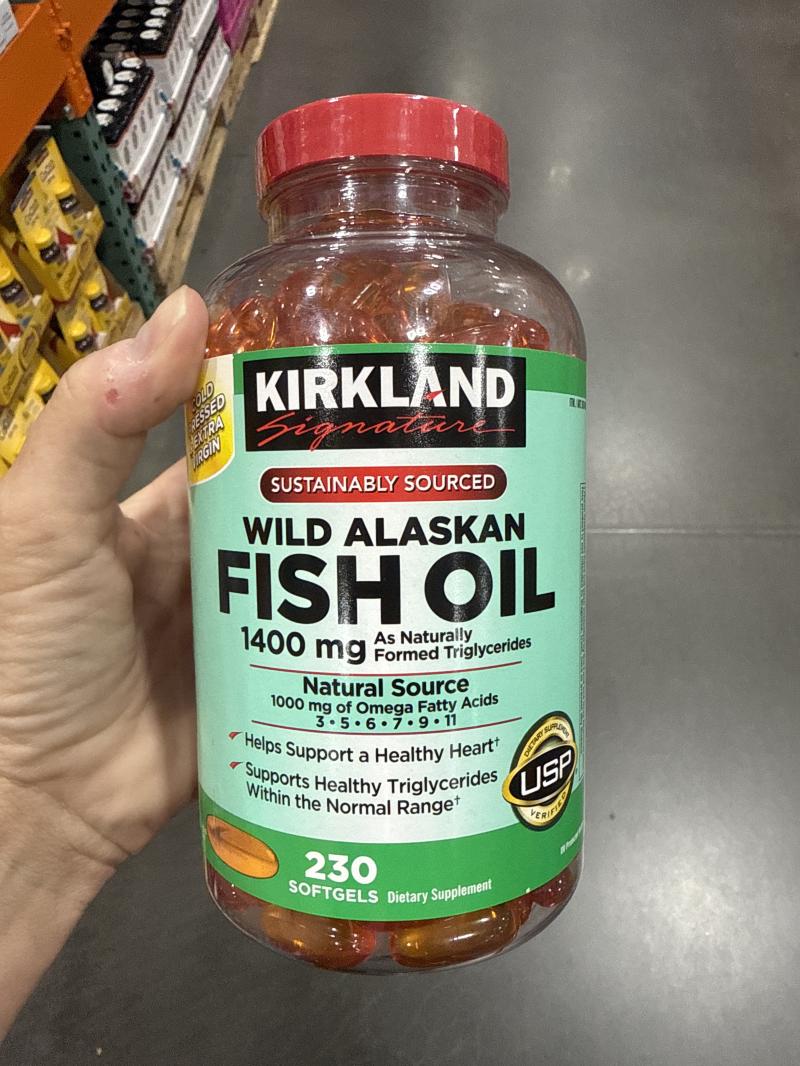 KIRKLAND
Signature
COLD
PRESSED
EXTRA
VIRGIN
SUSTAINABLY SOURCED
WILD ALASKAN
FISH OIL
1400 mg As Naturally
Formed Triglycerides
Natural Source
1000 mg of Omega Fatty Acids
3 • 5 • 6 • 7 • 9 • 11
Helps Support a Healthy Heart†
Supports Healthy Triglycerides
Within the Normal Range†
DIETARY SUPPLEMENT
USP
VERIFIED
230
SOFTGELS Dietary Supplement